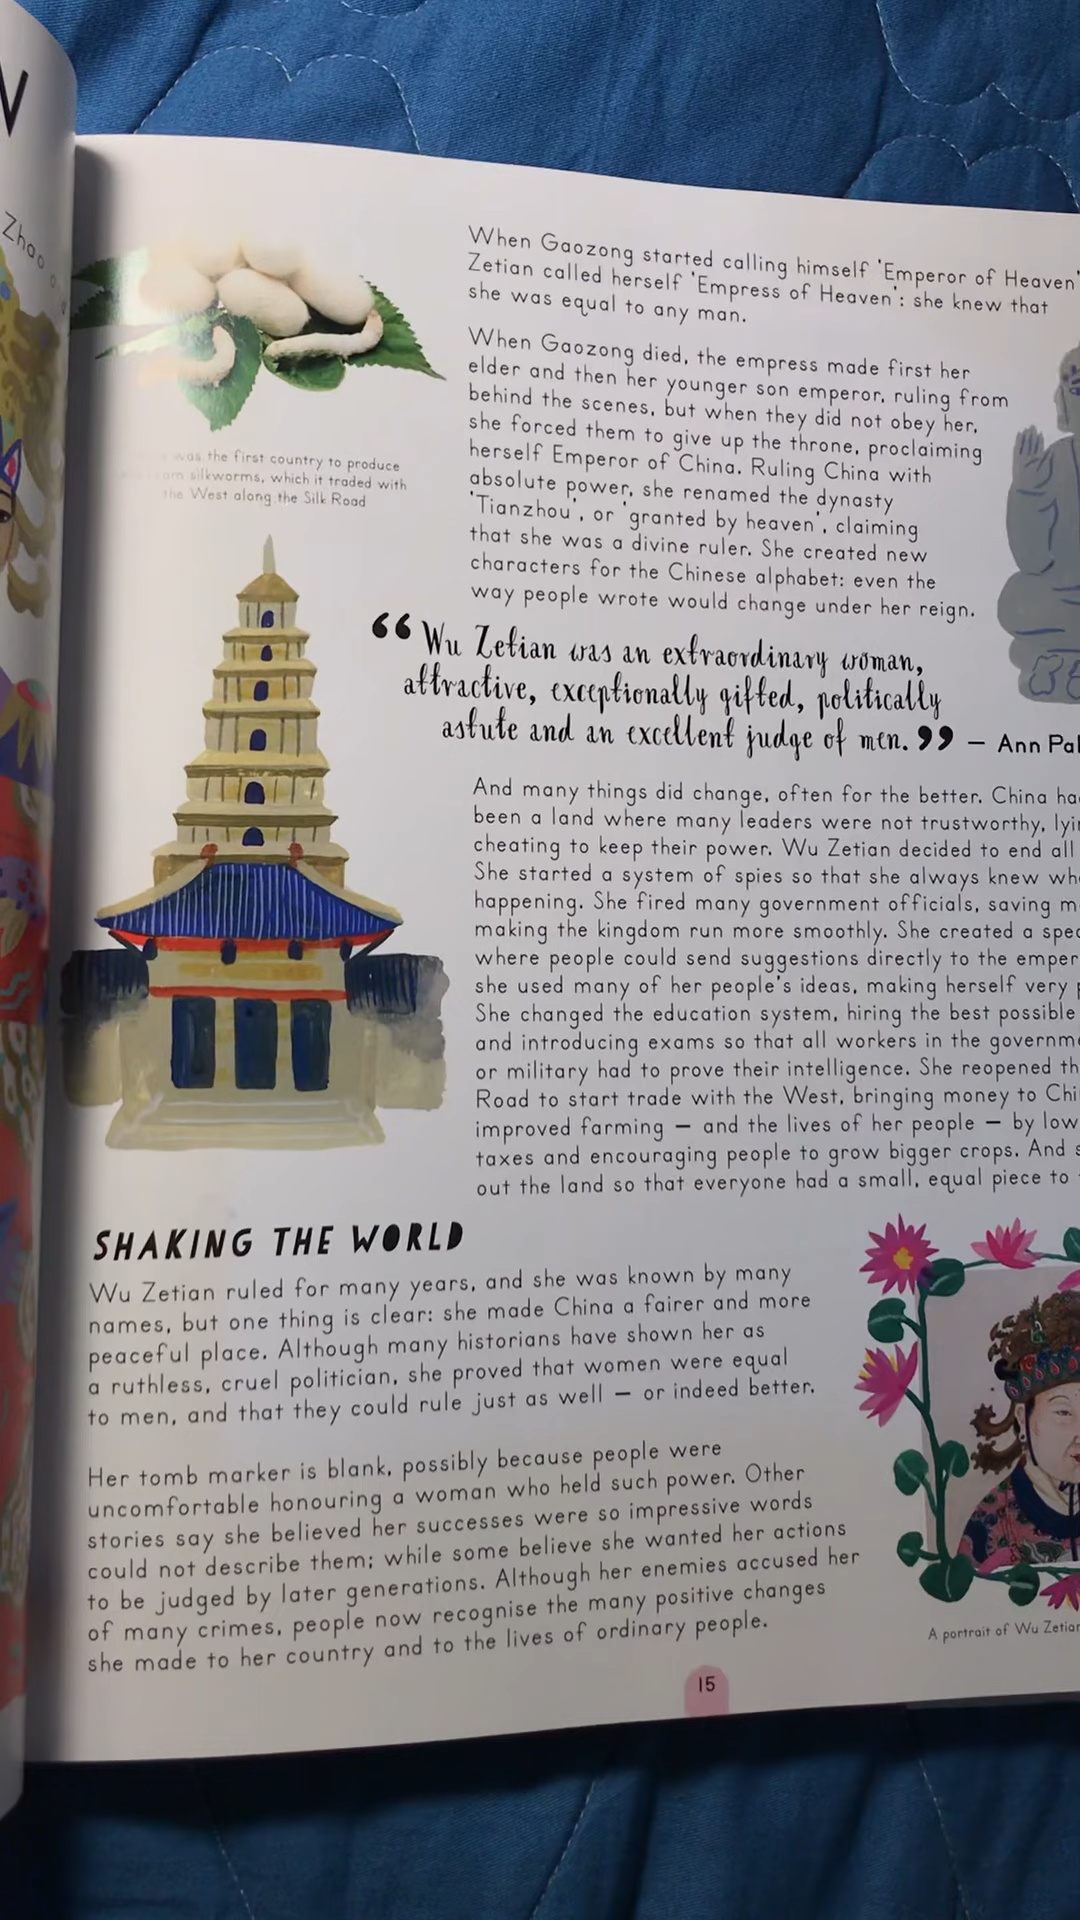 Zhao
was the first country to produce
silkworms, which it traded with
the West along the Silk Road
When Gaozong started calling himself 'Emperor of Heaven'
Zetian called herself 'Empress of Heaven': she knew that
she was equal to any man.
When Gaozong died, the empress made first her
elder and then her younger son emperor, ruling from
behind the scenes, but when they did not obey her,
she forced them to give up the throne, proclaiming
herself Emperor of China. Ruling China with
absolute power, she renamed the dynasty
'Tianzhou', or 'granted by heaven', claiming
that she was a divine ruler. She created new
characters for the Chinese alphabet: even the
way people wrote would change under her reign.
“Wu Zetian was an extraordinary woman,
attractive, exceptionally gifted, politically
astute and an excellent judge of men.” – Ann
And many things did change, often for the better. China
been a land where many leaders were not trustworthy,
cheating to keep their power. Wu Zetian decided to end all
She started a system of spies so that she always knew
happening. She fired many government officials, saving
making the kingdom run more smoothly. She created a
where people could send suggestions directly to the
she used many of her people's ideas, making herself very
She changed the education system, hiring the best possible
and introducing exams so that all workers in the
or military had to prove their intelligence. She reopened
Road to start trade with the West, bringing money to
improved farming – and the lives of her people – by
taxes and encouraging people to grow bigger crops. And
out the land so that everyone had a small, equal piece to
SHAKING THE WORLD
Wu Zetian ruled for many years, and she was known by many
names, but one thing is clear: she made China a fairer and more
peaceful place. Although many historians have shown her as
a ruthless, cruel politician, she proved that women were equal
to men, and that they could rule just as well – or indeed better.
Her tomb marker is blank, possibly because people were
uncomfortable honouring a woman who held such power. Other
stories say she believed her successes were so impressive words
could not describe them; while some believe she wanted her actions
to be judged by later generations. Although her enemies accused her
of many crimes, people now recognise the many positive changes
she made to her country and to the lives of ordinary people.
A portrait of Wu Zetian
15